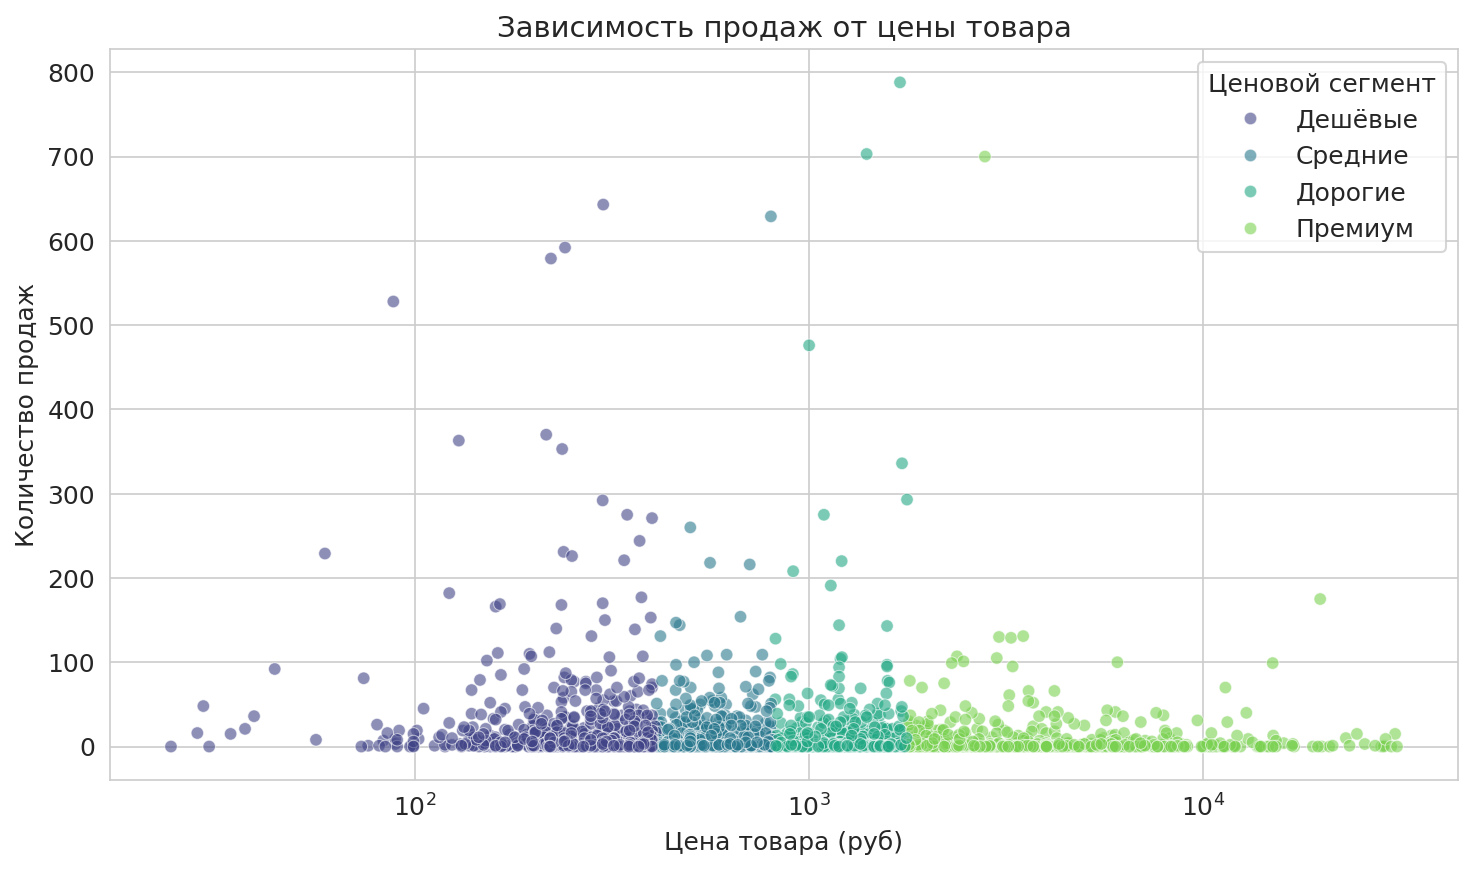 Зависимость продаж от цены товара
Количество продаж
800
700
600
500
400
300
200
100
0
Ценовой сегмент
Дешёвые
Средние
Дорогие
Премиум
10²
10³
10⁴
Цена товара (руб)